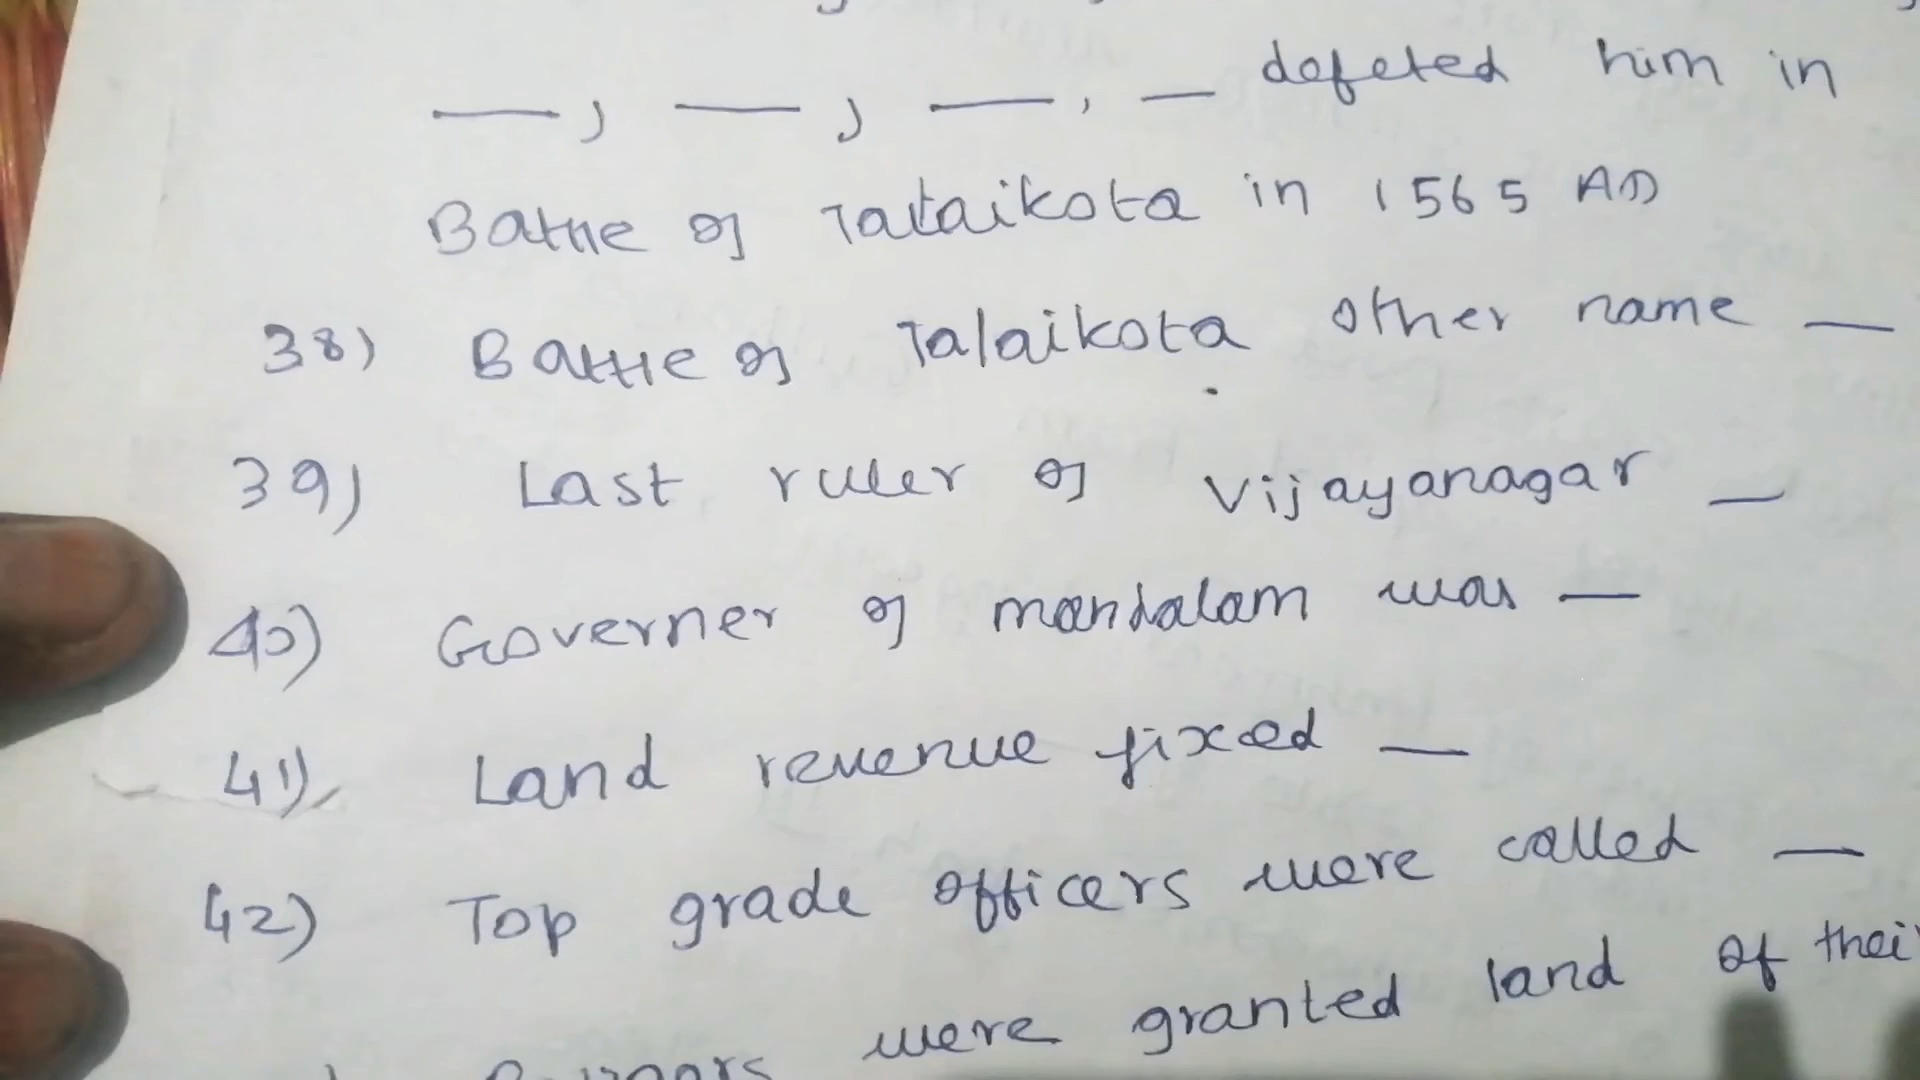 —, —, —, — defeted him in
Battle of Tataikota in 1565 AD
38) Battle of Talaikota other name —
39) Last ruler of Vijayanagar —
40) Governer of mandalam was —
41) Land revenue fixed —
42) Top grade officers were called —
were granted land of their